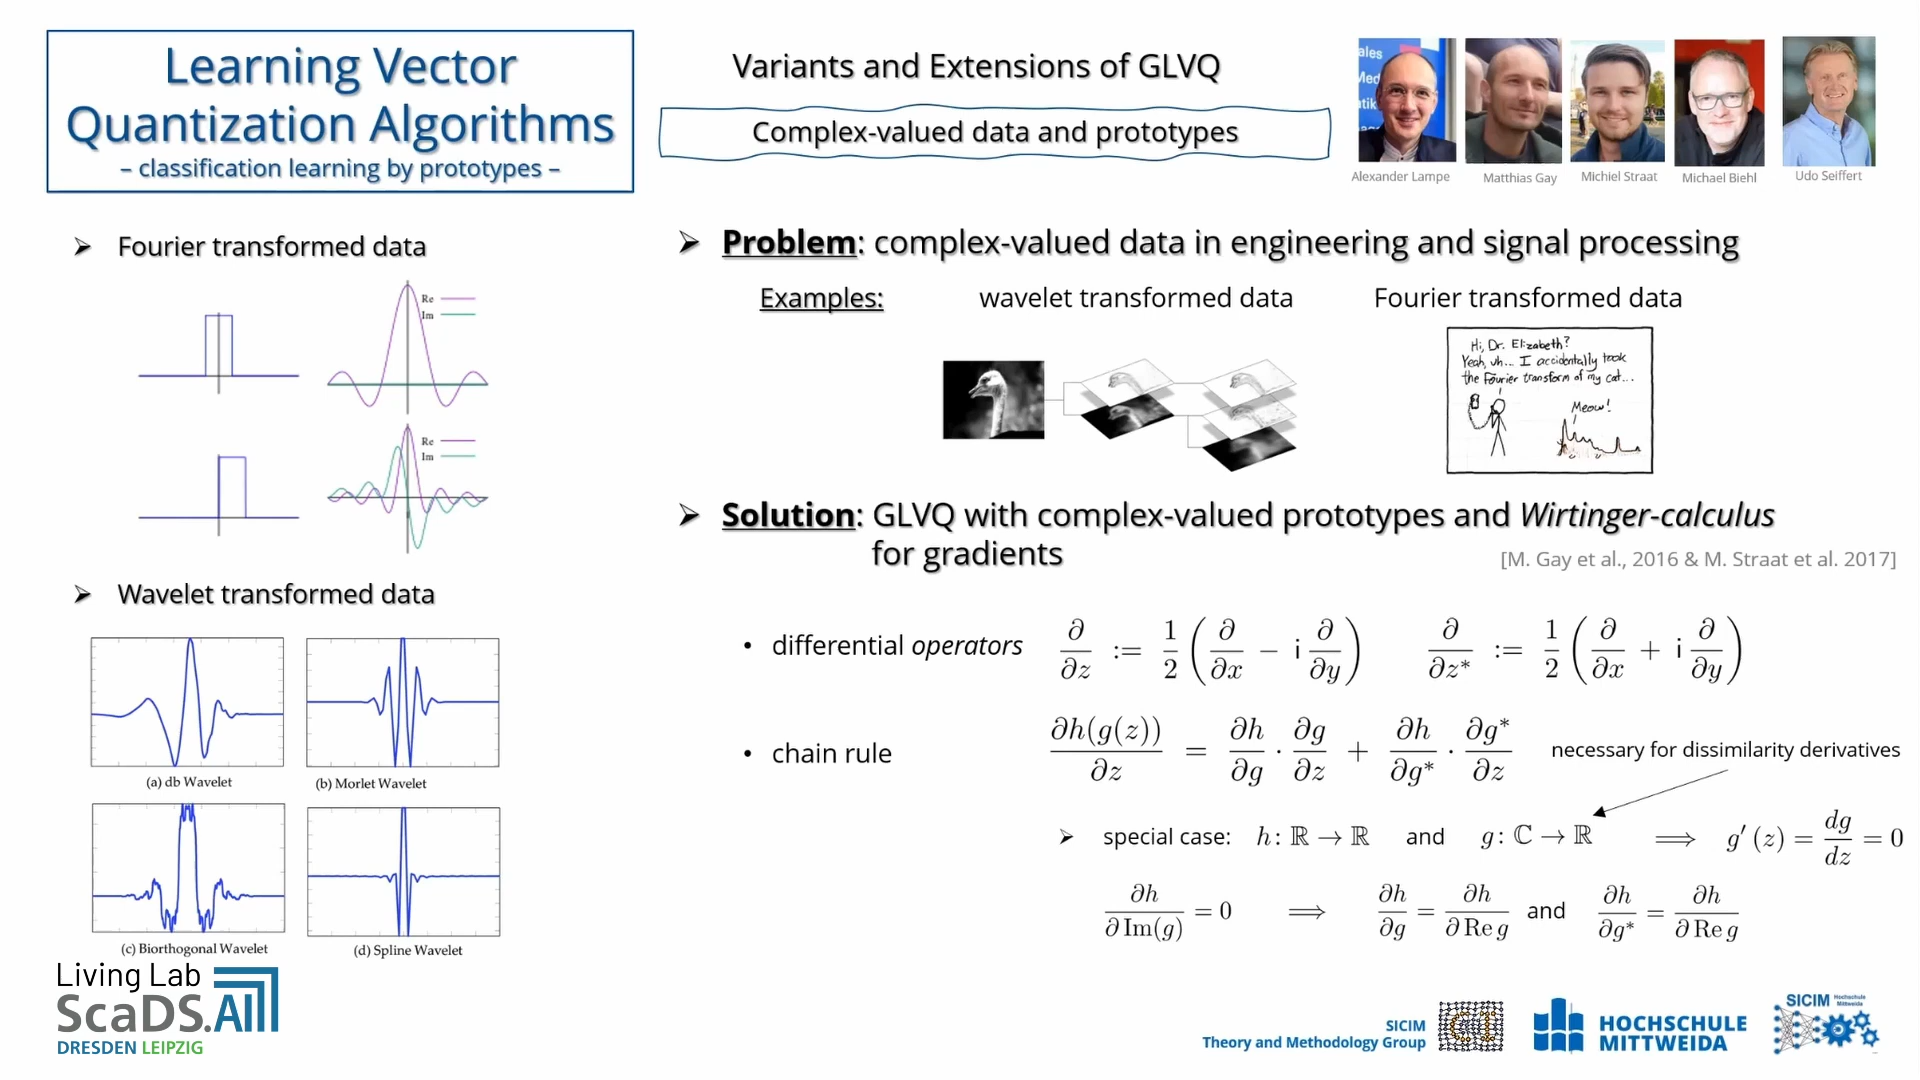 Learning Vector
Quantization Algorithms
– classification learning by prototypes –
Variants and Extensions of GLVQ
Complex-valued data and prototypes
Alexander Lampe
Matthias Gay
Michiel Straat
Michael Biehl
Udo Seiffert
➢ Fourier transformed data
Re
Im
Re
Im
➢ Wavelet transformed data
(a) db Wavelet
(b) Morlet Wavelet
(c) Biorthogonal Wavelet
(d) Spline Wavelet
➢ Problem: complex-valued data in engineering and signal processing
Examples: wavelet transformed data Fourier transformed data
Hi, Dr. Elizabeth?
Yeah, uh... I accidentally took
the Fourier transform of my cat...
Meow!
➢ Solution: GLVQ with complex-valued prototypes and Wirtinger-calculus
for gradients
[M. Gay et al., 2016 & M. Straat et al. 2017]
• differential operators ∂/∂z := 1/2 (∂/∂x − i ∂/∂y) ∂/∂z* := 1/2 (∂/∂x + i ∂/∂y)
• chain rule ∂h(g(z))/∂z = ∂h/∂g · ∂g/∂z + ∂h/∂g* · ∂g*/∂z necessary for dissimilarity derivatives
➢ special case: h: ℝ → ℝ and g: ℂ → ℝ ⟹ g′(z) = dg/dz = 0
∂h/∂Im(g) = 0 ⟹ ∂h/∂g = ∂h/∂Re g and ∂h/∂g* = ∂h/∂Re g
Living Lab
ScaDS.AI
DRESDEN LEIPZIG
SICIM
Theory and Methodology Group
HOCHSCHULE
MITTWEIDA
SICIM Hochschule
Mittweida